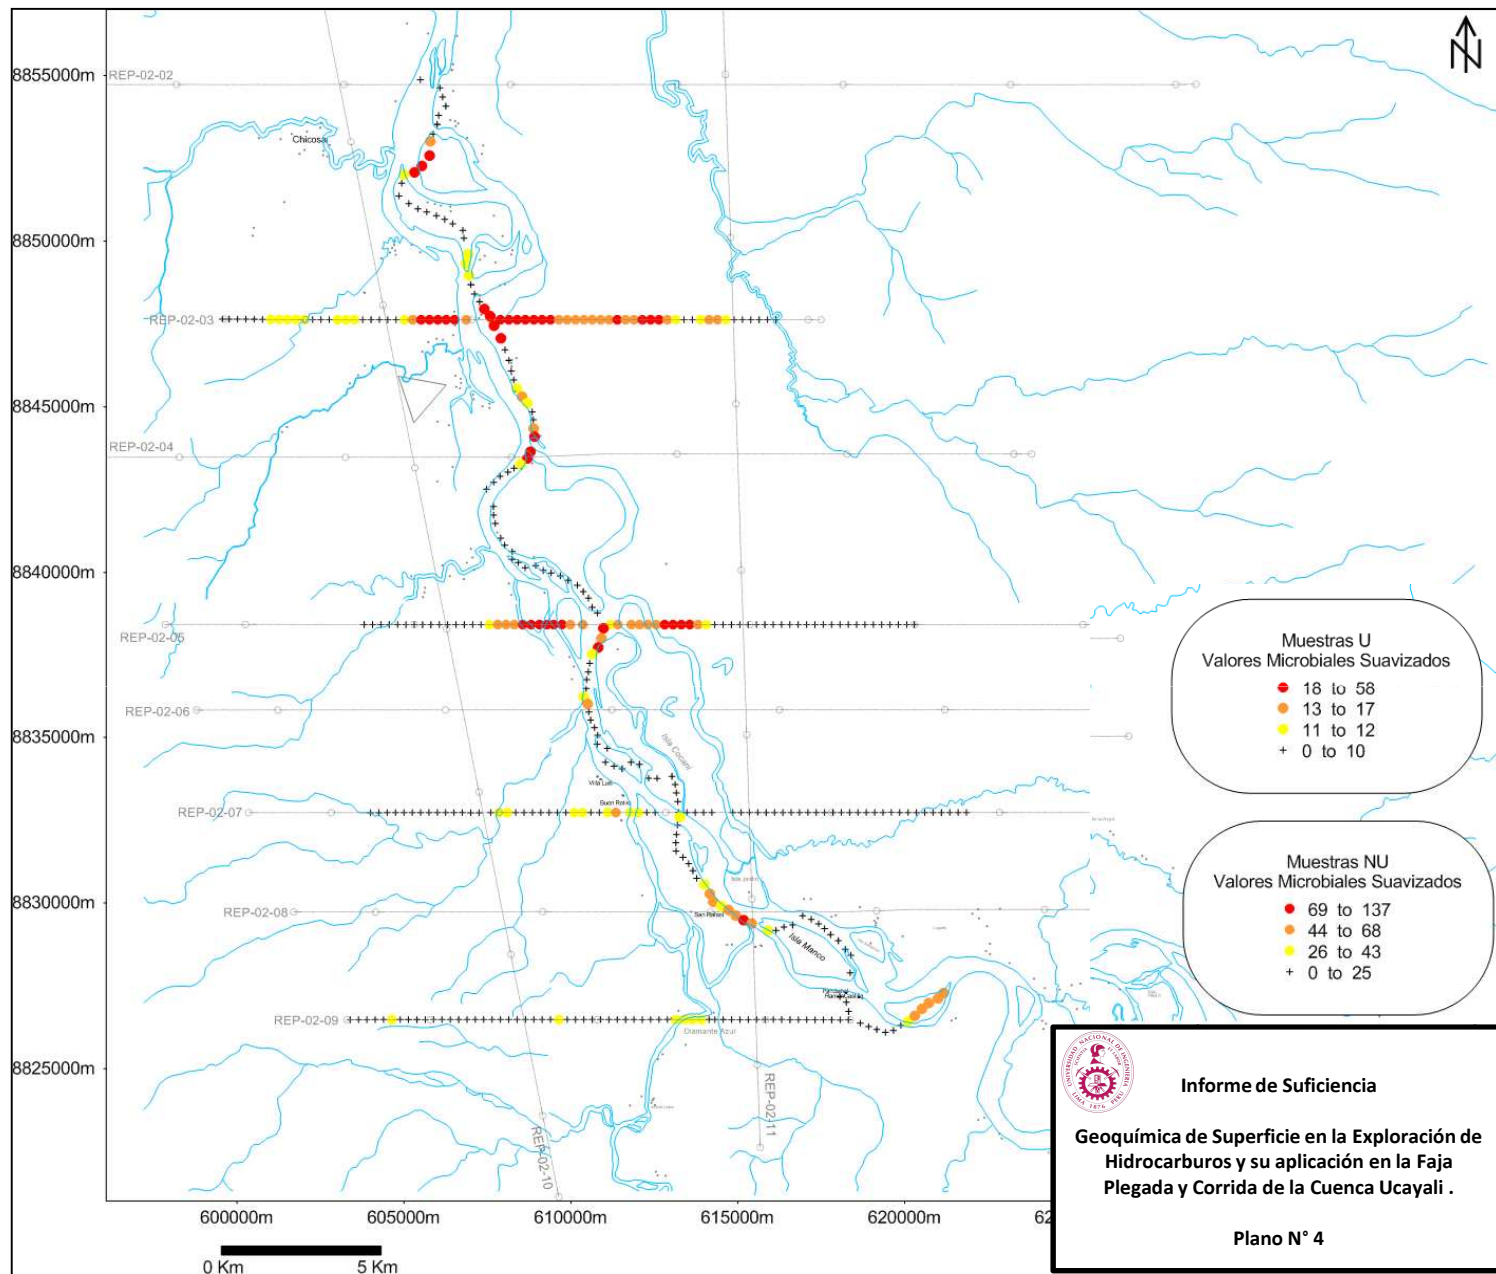 8855000m
8850000m
8845000m
8840000m
8835000m
8830000m
8825000m
REP-02-02
Chicosa
REP-02-03
REP-02-04
REP-02-05
REP-02-06
Isla Cocani
REP-02-07
REP-02-08
San Rafael
Isla Manco
REP-02-09
Diamante Azul
REP-02-10
REP-02-11
N
Muestras U
Valores Microbiales Suavizados
18 to 58
13 to 17
11 to 12
+ 0 to 10
Muestras NU
Valores Microbiales Suavizados
69 to 137
44 to 68
26 to 43
+ 0 to 25
600000m
605000m
610000m
615000m
620000m
0 Km
5 Km
UNIVERSIDAD NACIONAL DE INGENIERIA
LIMA 1876 PERU
Informe de Suficiencia
Geoquímica de Superficie en la Exploración de
Hidrocarburos y su aplicación en la Faja
Plegada y Corrida de la Cuenca Ucayali .
Plano N° 4